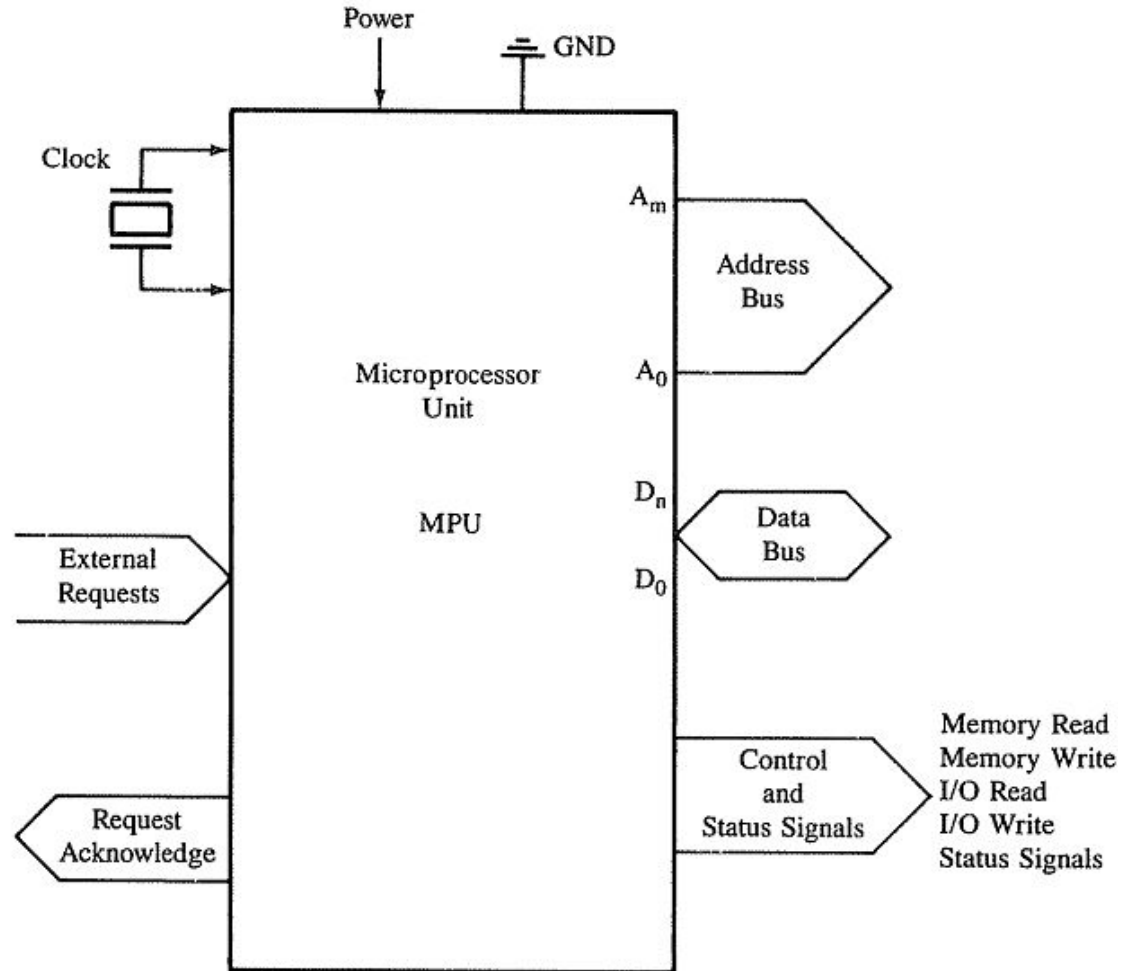 Power
GND
Clock
Aₘ
Address
Bus
A₀
Microprocessor
Unit
MPU
Dₙ
Data
Bus
D₀
External
Requests
Request
Acknowledge
Control
and
Status Signals
Memory Read
Memory Write
I/O Read
I/O Write
Status Signals